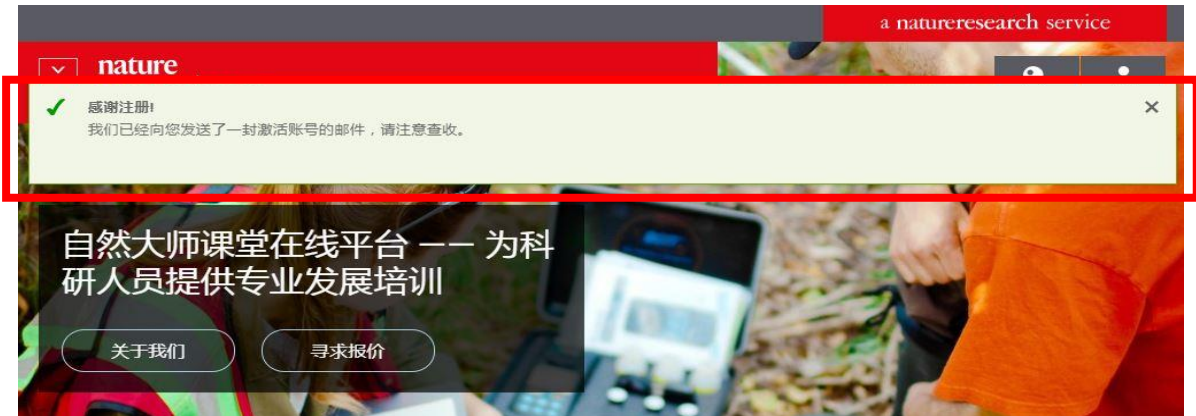 a natureresearch service
nature
感谢注册!
我们已经向您发送了一封激活账号的邮件，请注意查收。
自然大师课堂在线平台 —— 为科
研人员提供专业发展培训
关于我们
寻求报价